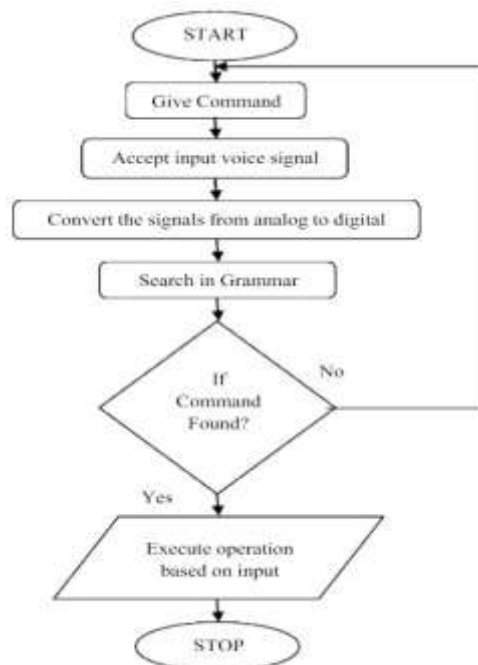 START
Give Command
Accept input voice signal
Convert the signals from analog to digital
Search in Grammar
If
Command
Found?
No
Yes
Execute operation
based on input
STOP